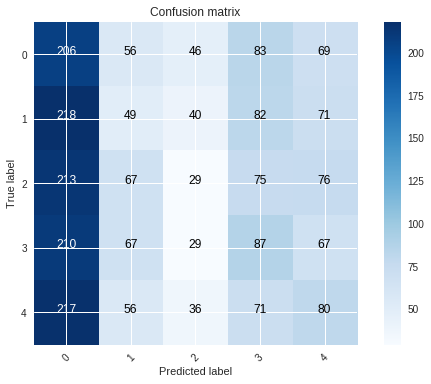 Confusion matrix
0 206 56 46 83 69
1 218 49 40 82 71
2 213 67 29 75 76
3 210 67 29 87 67
4 217 56 36 71 80
0 1 2 3 4
True label
Predicted label
200
175
150
125
100
75
50